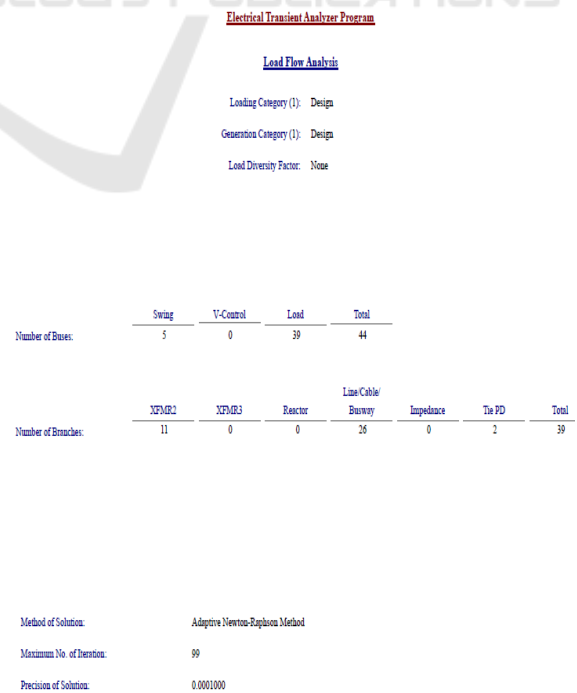 Electrical Transient Analyzer Program
Load Flow Analysis
Loading Category (1): Design
Generation Category (1): Design
Load Diversity Factor: None
Swing V-Control Load Total
Number of Buses: 5 0 39 44
Line/Cable/
XFMR2 XFMR3 Reactor Busway Impedance Tie PD Total
Number of Branches: 11 0 0 26 0 2 39
Method of Solution: Adaptive Newton-Raphson Method
Maximum No. of Iteration: 99
Precision of Solution: 0.0001000